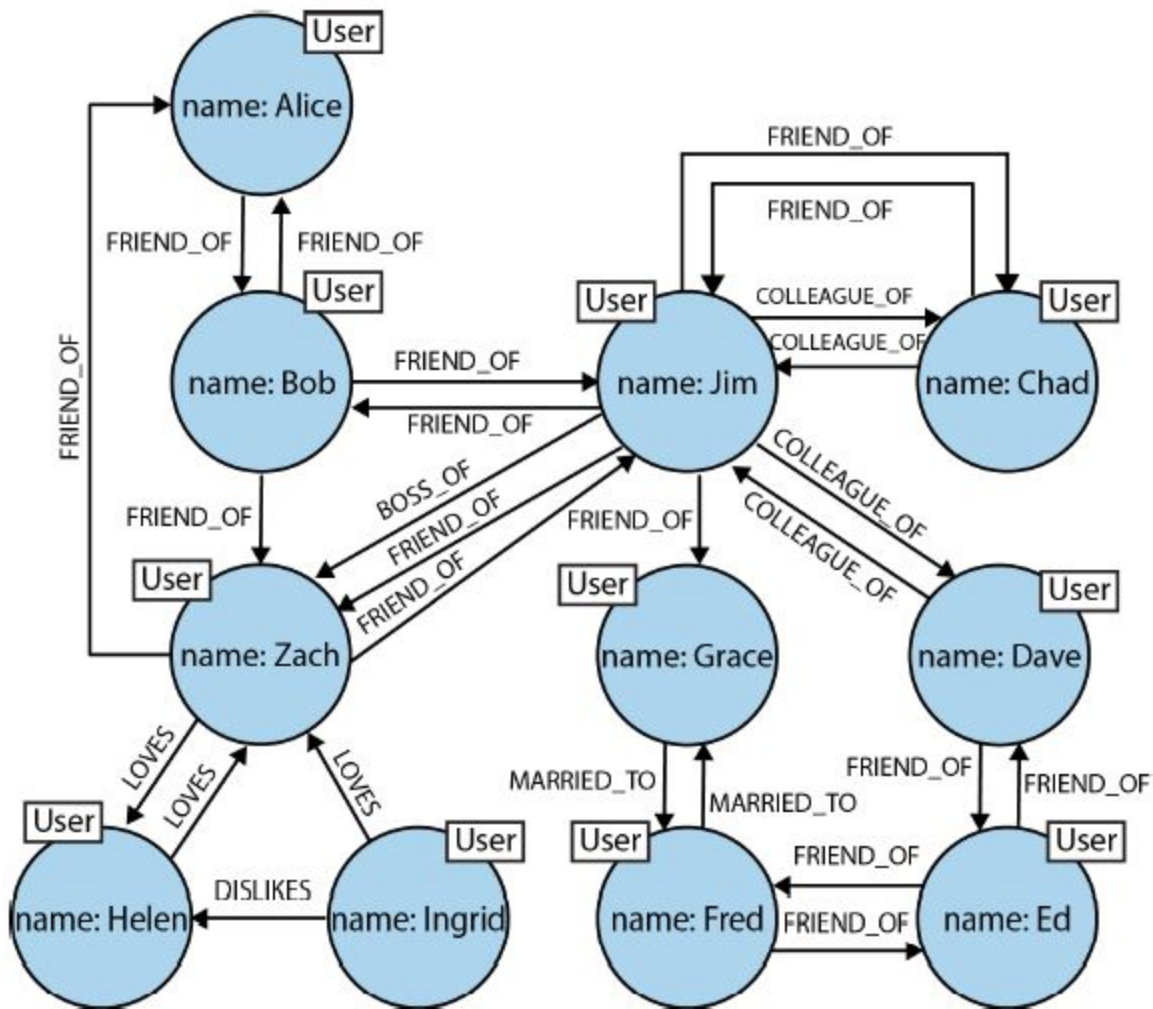 User
name: Alice
FRIEND_OF
FRIEND_OF
FRIEND_OF
FRIEND_OF
FRIEND_OF
User
name: Bob
User
name: Jim
COLLEAGUE_OF
COLLEAGUE_OF
User
name: Chad
FRIEND_OF
FRIEND_OF
FRIEND_OF
BOSS_OF
FRIEND_OF
FRIEND_OF
FRIEND_OF
COLLEAGUE_OF
COLLEAGUE_OF
User
name: Zach
User
name: Grace
User
name: Dave
LOVES
LOVES
LOVES
MARRIED_TO
MARRIED_TO
FRIEND_OF
FRIEND_OF
User
name: Helen
DISLIKES
User
name: Ingrid
User
name: Fred
FRIEND_OF
FRIEND_OF
User
name: Ed